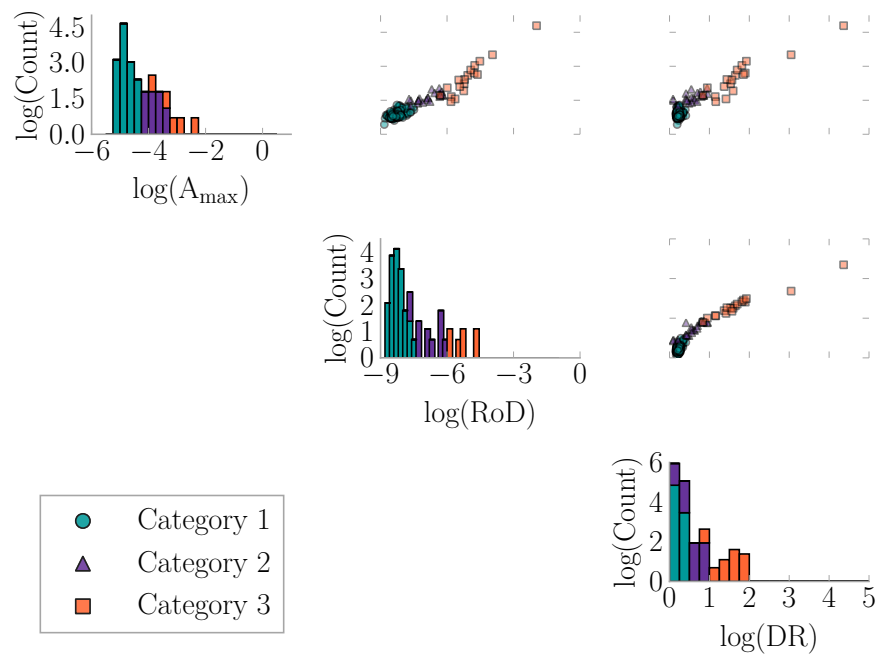 4.5
3.0
1.5
0.0
log(Count)
−6 −4 −2 0
log(A_max)
4
3
2
1
0
log(Count)
−9 −6 −3 0
log(RoD)
6
4
2
0
log(Count)
0 1 2 3 4 5
log(DR)
Category 1
Category 2
Category 3